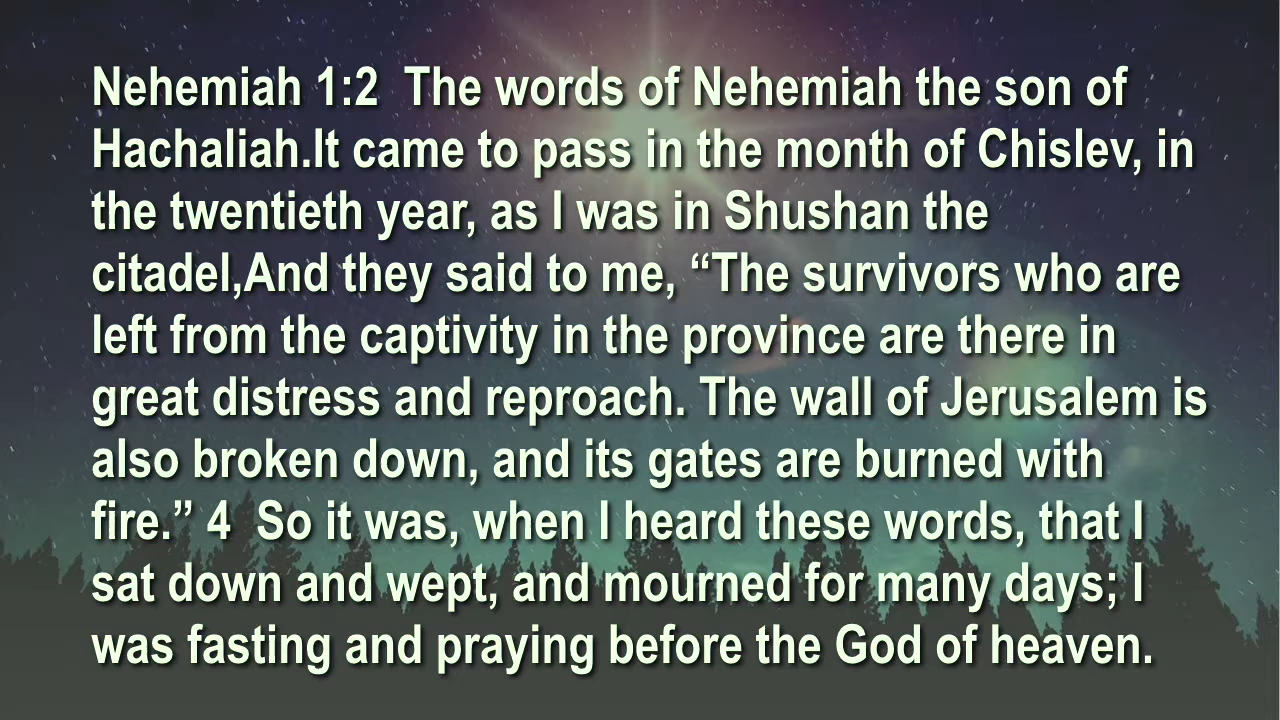 Nehemiah 1:2  The words of Nehemiah the son of
Hachaliah.It came to pass in the month of Chislev, in
the twentieth year, as I was in Shushan the
citadel,And they said to me, “The survivors who are
left from the captivity in the province are there in
great distress and reproach. The wall of Jerusalem is
also broken down, and its gates are burned with
fire.” 4  So it was, when I heard these words, that I
sat down and wept, and mourned for many days; I
was fasting and praying before the God of heaven.